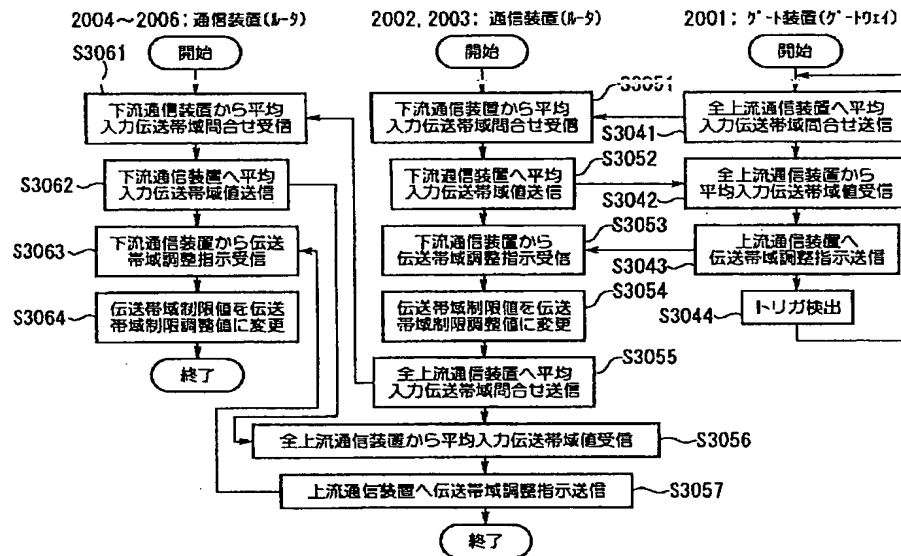 2004～2006：通信装置(ﾙｰﾀ)
開始
S3061
下流通信装置から平均
入力伝送帯域問合せ受信
S3062
下流通信装置へ平均
入力伝送帯域値送信
S3063
下流通信装置から伝送
帯域調整指示受信
S3064
伝送帯域制限値を伝送
帯域制限調整値に変更
終了
2002, 2003：通信装置(ﾙｰﾀ)
開始
S3051
下流通信装置から平均
入力伝送帯域問合せ受信
S3052
下流通信装置へ平均
入力伝送帯域値送信
S3053
下流通信装置から
伝送帯域調整指示受信
S3054
伝送帯域制限値を伝送
帯域制限調整値に変更
S3055
全上流通信装置へ平均
入力伝送帯域問合せ送信
全上流通信装置から平均入力伝送帯域値受信
S3056
上流通信装置へ伝送帯域調整指示送信
S3057
終了
2001：ｹﾞｰﾄ装置(ｹﾞｰﾄｳｪｲ)
開始
全上流通信装置へ平均
入力伝送帯域問合せ送信
S3041
全上流通信装置から
平均入力伝送帯域値受信
S3042
上流通信装置へ
伝送帯域調整指示送信
S3043
トリガ検出
S3044